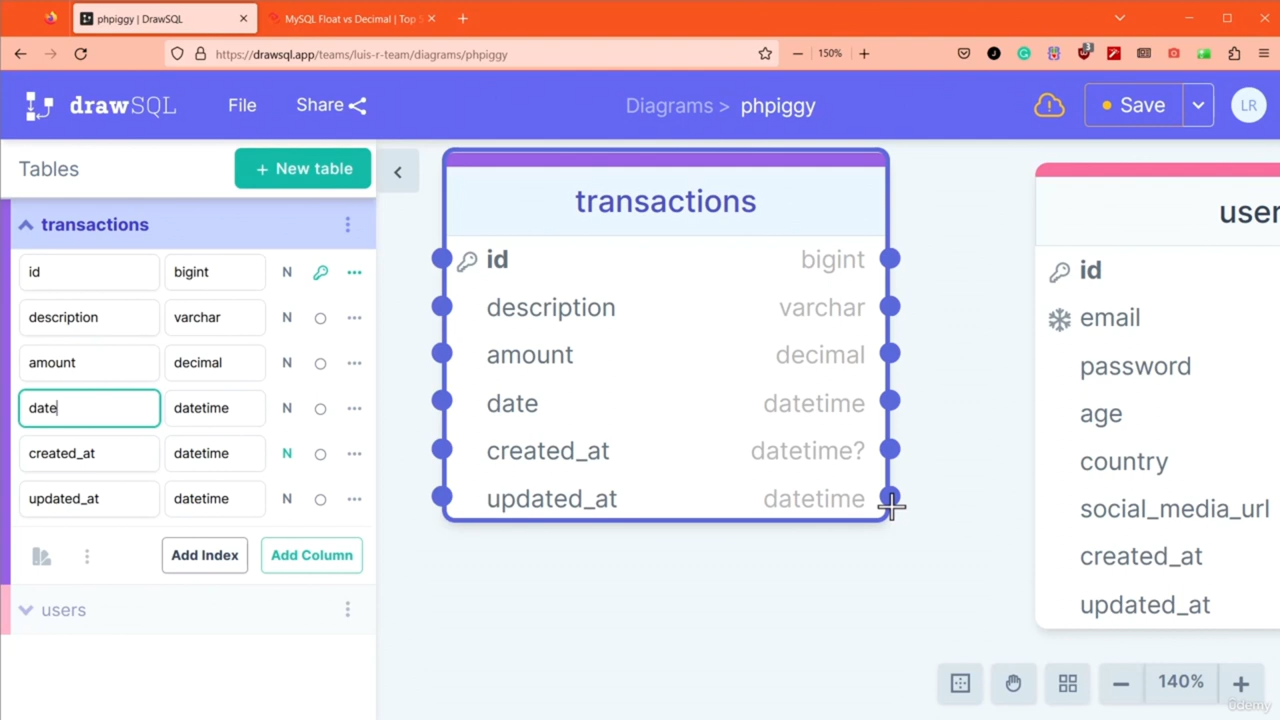 phpiggy | DrawSQL
MySQL Float vs Decimal | Top
https://drawsql.app/teams/luis-r-team/diagrams/phpiggy
150%
3
drawSQL
File
Share
Diagrams > phpiggy
Save
LR
Tables
+ New table
transactions
id bigint N
description varchar N
amount decimal N
date datetime N
created_at datetime N
updated_at datetime N
Add Index
Add Column
users
transactions
id bigint
description varchar
amount decimal
date datetime
created_at datetime?
updated_at datetime
user
id
email
password
age
country
social_media_url
created_at
updated_at
140%
ûdemy